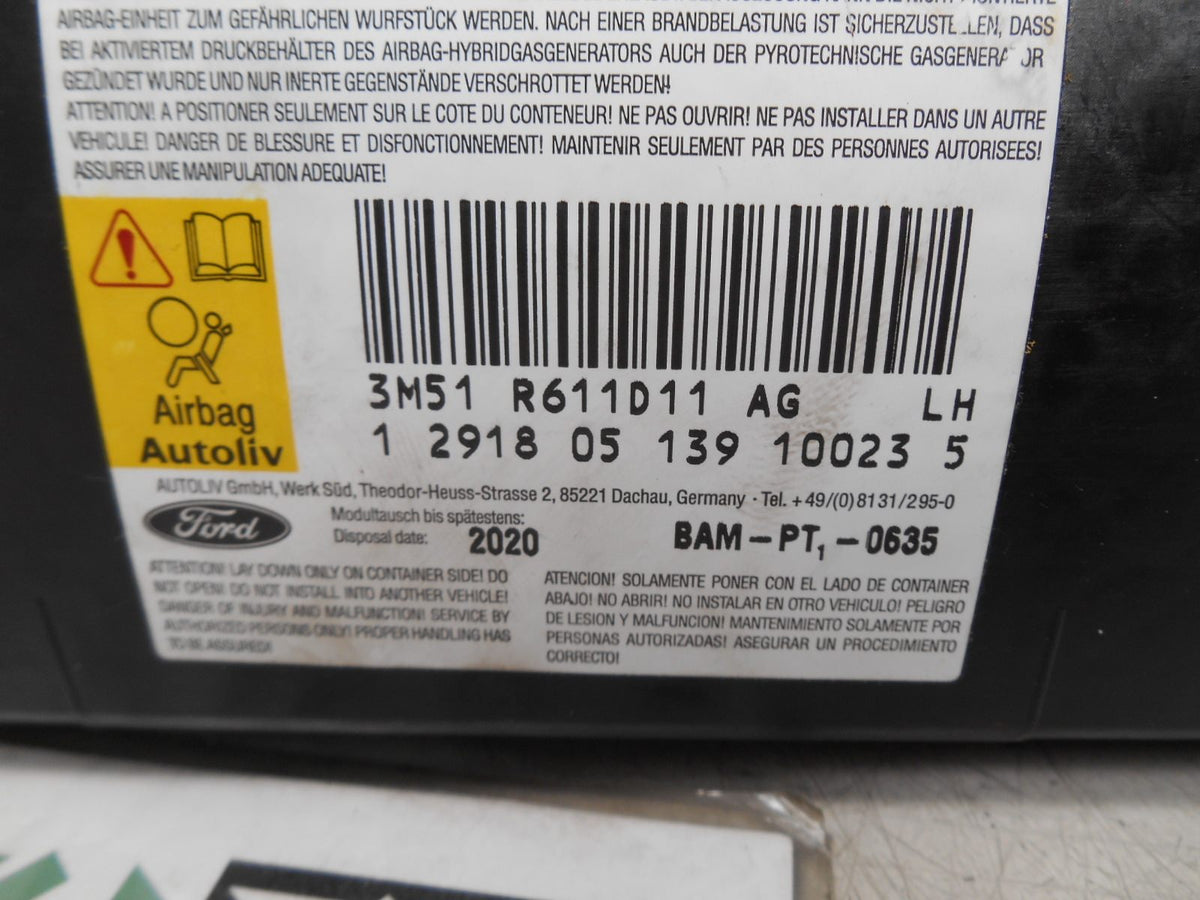 AIRBAG-EINHEIT ZUM GEFÄHRLICHEN WURFSTÜCK WERDEN. NACH EINER BRANDBELASTUNG IST SICHERZUSTELLEN, DASS
BEI AKTIVIERTEM DRUCKBEHÄLTER DES AIRBAG-HYBRIDGASGENERATORS AUCH DER PYROTECHNISCHE GASGENERATOR
GEZÜNDET WURDE UND NUR INERTE GEGENSTÄNDE VERSCHROTTET WERDEN!
ATTENTION! A POSITIONER SEULEMENT SUR LE COTE DU CONTENEUR! NE PAS OUVRIR! NE PAS INSTALLER DANS UN AUTRE
VEHICULE! DANGER DE BLESSURE ET DISFONCTIONNEMENT! MAINTENIR SEULEMENT PAR DES PERSONNES AUTORISEES!
ASSURER UNE MANIPULATION ADEQUATE!
Airbag
Autoliv
3M51 R611D11 AG LH
1 2918 05 139 10023 5
AUTOLIV GmbH, Werk Süd, Theodor-Heuss-Strasse 2, 85221 Dachau, Germany · Tel. +49/(0)8131/295-0
Ford
Modultausch bis spätestens:
Disposal date: 2020
BAM-PT₁-0635
ATTENTION! LAY DOWN ONLY ON CONTAINER SIDE! DO
NOT OPEN! DO NOT INSTALL INTO ANOTHER VEHICLE!
DANGER OF INJURY AND MALFUNCTION! SERVICE BY
AUTHORIZED PERSONS ONLY! PROPER HANDLING HAS
TO BE ASSURED!
ATENCION! SOLAMENTE PONER CON EL LADO DE CONTAINER
ABAJO! NO ABRIR! NO INSTALAR EN OTRO VEHICULO! PELIGRO
DE LESION Y MALFUNCION! MANTENIMIENTO SOLAMENTE POR
PERSONAS AUTORIZADAS! ASEGURAR UN PROCEDIMIENTO
CORRECTO!